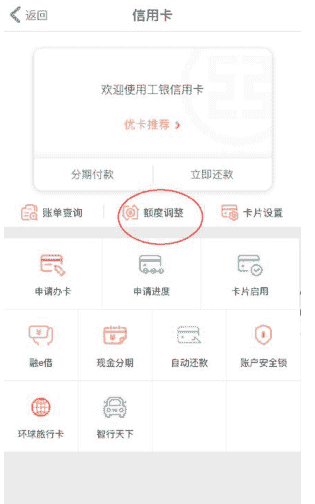 返回 信用卡
欢迎使用工银信用卡
优卡推荐 >
分期付款 立即还款
账单查询 额度调整 卡片设置
申请办卡 申请进度 卡片启用
融e借 现金分期 自动还款 账户安全锁
环球旅行卡 智行天下